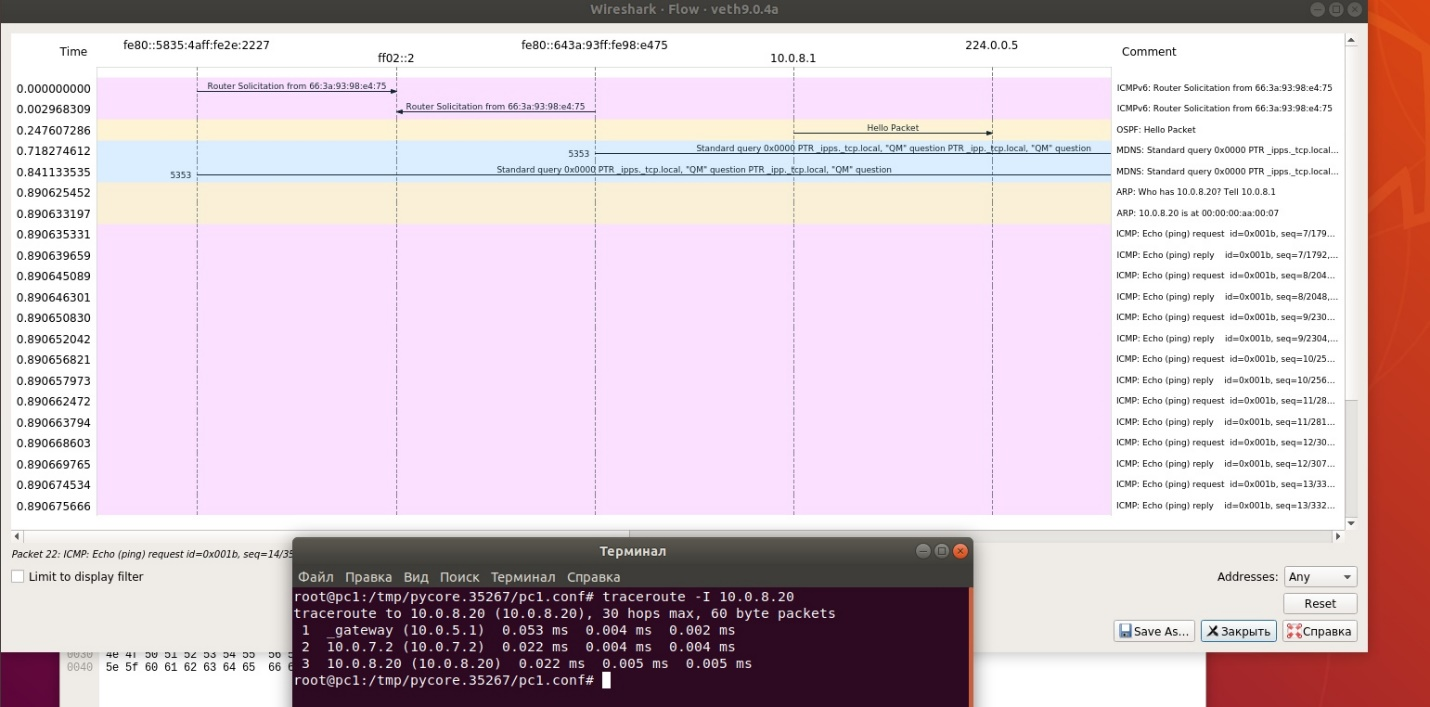 Wireshark · Flow · veth9.0.4a
Time fe80::5835:4aff:fe2e:2227 ff02::2 fe80::643a:93ff:fe98:e475 10.0.8.1 224.0.0.5 Comment
0.000000000 Router Solicitation from 66:3a:93:98:e4:75 ICMPv6: Router Solicitation from 66:3a:93:98:e4:75
0.002968309 Router Solicitation from 66:3a:93:98:e4:75 ICMPv6: Router Solicitation from 66:3a:93:98:e4:75
0.247607286 Hello Packet OSPF: Hello Packet
0.718274612 5353 Standard query 0x0000 PTR _ipps._tcp.local, "QM" question PTR _ipp._tcp.local, "QM" question MDNS: Standard query 0x0000 PTR _ipps._tcp.local...
0.841133535 5353 Standard query 0x0000 PTR _ipps._tcp.local, "QM" question PTR _ipp._tcp.local, "QM" question MDNS: Standard query 0x0000 PTR _ipps._tcp.local...
0.890625452 ARP: Who has 10.0.8.20? Tell 10.0.8.1
0.890633197 ARP: 10.0.8.20 is at 00:00:00:aa:00:07
0.890635331 ICMP: Echo (ping) request id=0x001b, seq=7/179...
0.890639659 ICMP: Echo (ping) reply id=0x001b, seq=7/1792,...
0.890645089 ICMP: Echo (ping) request id=0x001b, seq=8/204...
0.890646301 ICMP: Echo (ping) reply id=0x001b, seq=8/2048,...
0.890650830 ICMP: Echo (ping) request id=0x001b, seq=9/230...
0.890652042 ICMP: Echo (ping) reply id=0x001b, seq=9/2304,...
0.890656821 ICMP: Echo (ping) request id=0x001b, seq=10/25...
0.890657973 ICMP: Echo (ping) reply id=0x001b, seq=10/256...
0.890662472 ICMP: Echo (ping) request id=0x001b, seq=11/28...
0.890663794 ICMP: Echo (ping) reply id=0x001b, seq=11/281...
0.890668603 ICMP: Echo (ping) request id=0x001b, seq=12/30...
0.890669765 ICMP: Echo (ping) reply id=0x001b, seq=12/307...
0.890674534 ICMP: Echo (ping) request id=0x001b, seq=13/33...
0.890675666 ICMP: Echo (ping) reply id=0x001b, seq=13/332...
Packet 22: ICMP: Echo (ping) request id=0x001b, seq=14/35
Limit to display filter
Addresses: Any
Reset
Save As... Закрыть Справка
Терминал
Файл Правка Вид Поиск Терминал Справка
root@pc1:/tmp/pycore.35267/pc1.conf# traceroute -I 10.0.8.20
traceroute to 10.0.8.20 (10.0.8.20), 30 hops max, 60 byte packets
1 _gateway (10.0.5.1) 0.053 ms 0.004 ms 0.002 ms
2 10.0.7.2 (10.0.7.2) 0.022 ms 0.004 ms 0.004 ms
3 10.0.8.20 (10.0.8.20) 0.022 ms 0.005 ms 0.005 ms
root@pc1:/tmp/pycore.35267/pc1.conf#
0030 4e 4f 50 51 52 53 54 55 56
0040 5e 5f 60 61 62 63 64 65 66